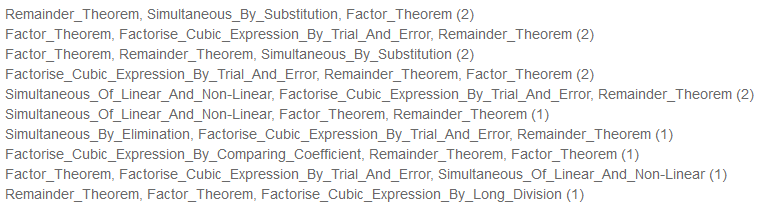 Remainder_Theorem, Simultaneous_By_Substitution, Factor_Theorem (2)
Factor_Theorem, Factorise_Cubic_Expression_By_Trial_And_Error, Remainder_Theorem (2)
Factor_Theorem, Remainder_Theorem, Simultaneous_By_Substitution (2)
Factorise_Cubic_Expression_By_Trial_And_Error, Remainder_Theorem, Factor_Theorem (2)
Simultaneous_Of_Linear_And_Non-Linear, Factorise_Cubic_Expression_By_Trial_And_Error, Remainder_Theorem (2)
Simultaneous_Of_Linear_And_Non-Linear, Factor_Theorem, Remainder_Theorem (1)
Simultaneous_By_Elimination, Factorise_Cubic_Expression_By_Trial_And_Error, Remainder_Theorem (1)
Factorise_Cubic_Expression_By_Comparing_Coefficient, Remainder_Theorem, Factor_Theorem (1)
Factor_Theorem, Factorise_Cubic_Expression_By_Trial_And_Error, Simultaneous_Of_Linear_And_Non-Linear (1)
Remainder_Theorem, Factor_Theorem, Factorise_Cubic_Expression_By_Long_Division (1)